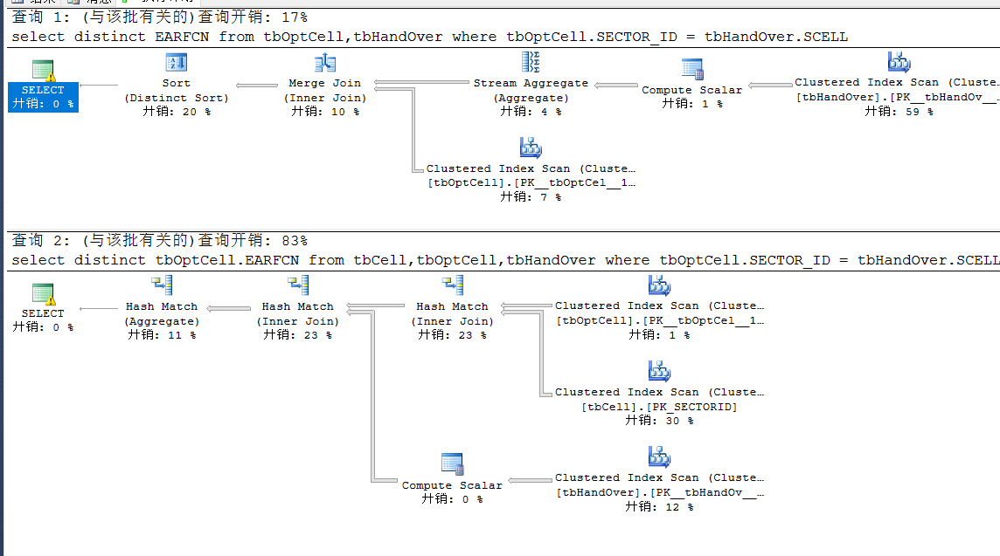 查询 1: (与该批有关的)查询开销: 17%
select distinct EARFCN from tbOptCell,tbHandOver where tbOptCell.SECTOR_ID = tbHandOver.SCELL
SELECT
开销: 0 %
Sort
(Distinct Sort)
开销: 20 %
Merge Join
(Inner Join)
开销: 10 %
Stream Aggregate
(Aggregate)
开销: 4 %
Compute Scalar
开销: 1 %
Clustered Index Scan (Cluste…
[tbHandOver].[PK__tbHandOv__…
开销: 59 %
Clustered Index Scan (Cluste…
[tbOptCell].[PK__tbOptCel__1…
开销: 7 %
查询 2: (与该批有关的)查询开销: 83%
select distinct tbOptCell.EARFCN from tbCell,tbOptCell,tbHandOver where tbOptCell.SECTOR_ID = tbHandOver.SCELL
SELECT
开销: 0 %
Hash Match
(Aggregate)
开销: 11 %
Hash Match
(Inner Join)
开销: 23 %
Hash Match
(Inner Join)
开销: 23 %
Clustered Index Scan (Cluste…
[tbOptCell].[PK__tbOptCel__1…
开销: 1 %
Clustered Index Scan (Cluste…
[tbCell].[PK_SECTORID]
开销: 30 %
Compute Scalar
开销: 0 %
Clustered Index Scan (Cluste…
[tbHandOver].[PK__tbHandOv__…
开销: 12 %